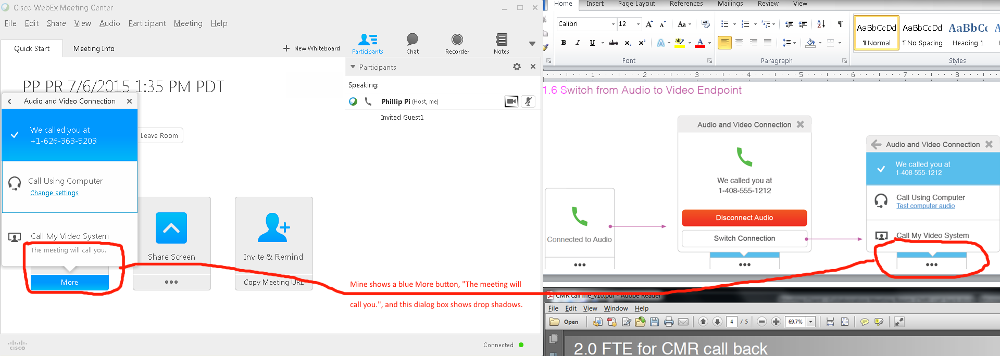 Cisco WebEx Meeting Center
File Edit Share View Audio Participant Meeting Help
Quick Start
Meeting Info
New Whiteboard
Participants
Chat
Recorder
Notes
Participants
Speaking:
Phillip Pi (Host, me)
Invited Guest1
PP PR 7/6/2015 1:35 PM PDT
Audio and Video Connection
We called you at
+1-626-363-5203
Leave Room
Call Using Computer
Change settings
Call My Video System
The meeting will call you.
More
Share Screen
Invite & Remind
Copy Meeting URL
Mine shows a blue More button, "The meeting will
call you.", and this dialog box shows drop shadows.
CISCO
Connected
Home Insert Page Layout References Mailings Review View
Calibri 12
AaBbCcDd AaBbCcDd AaBbC
¶ Normal ¶ No Spacing Heading 1
Font Paragraph Styles
1 2 3 4 5 6 7 8
1.6 Switch from Audio to Video Endpoint
Connected to Audio
Audio and Video Connection
We called you at
1-408-555-1212
Disconnect Audio
Switch Connection
Audio and Video Connection
We called you at
1-408-555-1212
Call Using Computer
Test computer audio
Call My Video System
CMR call me_v10.pdf - Adobe Reader
File Edit View Window Help
Open 4 / 5 69.7%
2.0 FTE for CMR call back